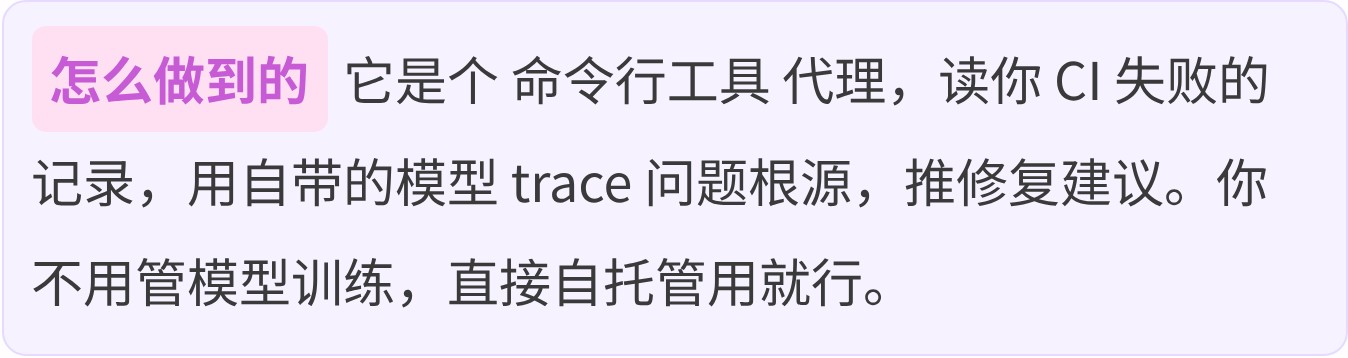 怎么做到的 它是个 命令行工具 代理，读你 CI 失败的
记录，用自带的模型 trace 问题根源，推修复建议。你
不用管模型训练，直接自托管用就行。